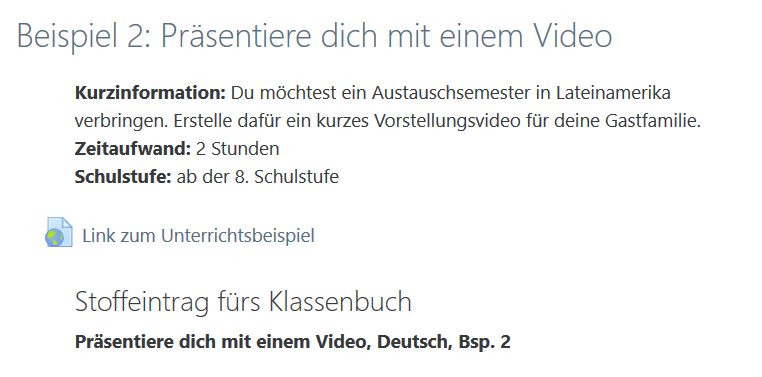 Beispiel 2: Präsentiere dich mit einem Video
Kurzinformation: Du möchtest ein Austauschsemester in Lateinamerika
verbringen. Erstelle dafür ein kurzes Vorstellungsvideo für deine Gastfamilie.
Zeitaufwand: 2 Stunden
Schulstufe: ab der 8. Schulstufe
Link zum Unterrichtsbeispiel
Stoffeintrag fürs Klassenbuch
Präsentiere dich mit einem Video, Deutsch, Bsp. 2